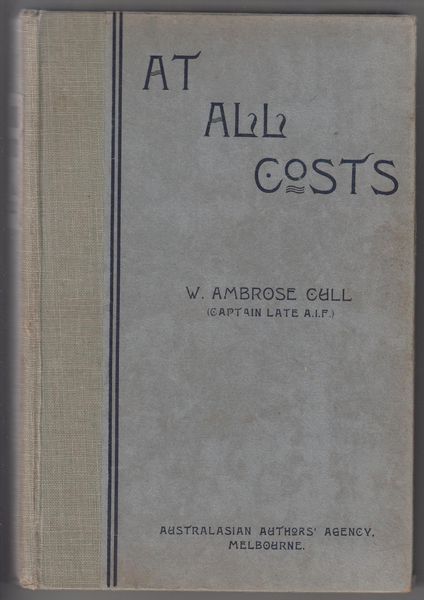 AT
ALL
COSTS
W. AMBROSE CULL
(CAPTAIN LATE A.I.F.)
AUSTRALASIAN AUTHORS' AGENCY,
MELBOURNE.